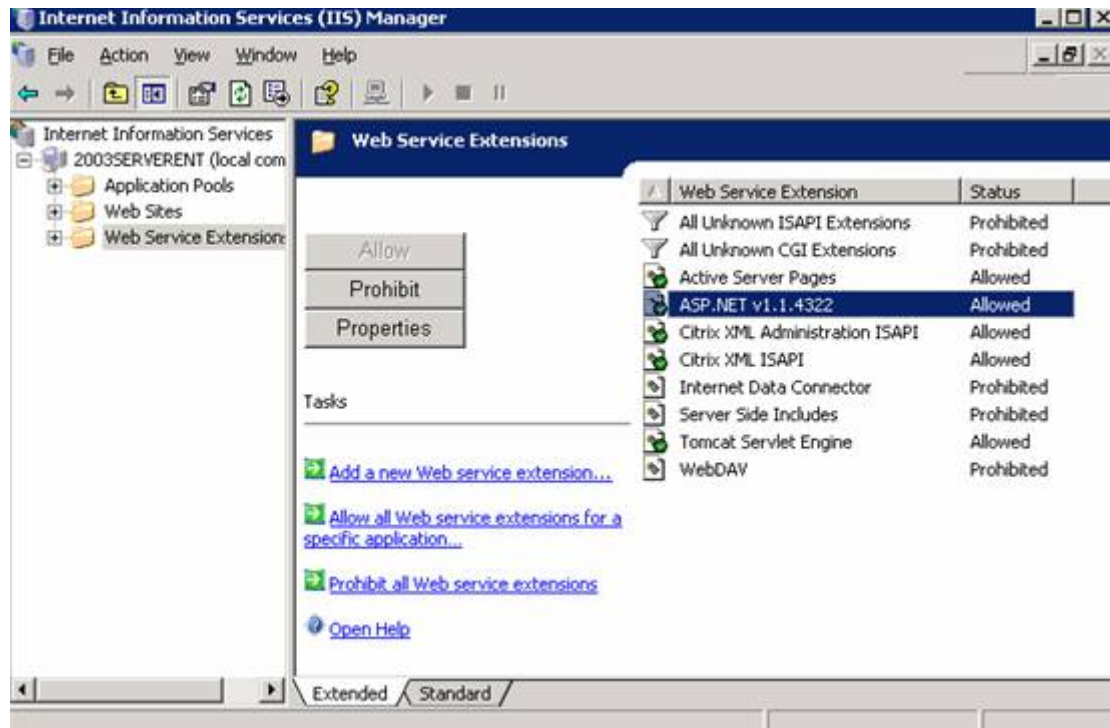 Internet Information Services (IIS) Manager
File Action View Window Help
Internet Information Services
2003SERVERENT (local com
Application Pools
Web Sites
Web Service Extension
Web Service Extensions
Allow
Prohibit
Properties
Tasks
Add a new Web service extension...
Allow all Web service extensions for a
specific application...
Prohibit all Web service extensions
Open Help
Web Service Extension Status
All Unknown ISAPI Extensions Prohibited
All Unknown CGI Extensions Prohibited
Active Server Pages Allowed
ASP.NET v1.1.4322 Allowed
Citrix XML Administration ISAPI Allowed
Citrix XML ISAPI Allowed
Internet Data Connector Prohibited
Server Side Includes Prohibited
Tomcat Servlet Engine Allowed
WebDAV Prohibited
Extended Standard